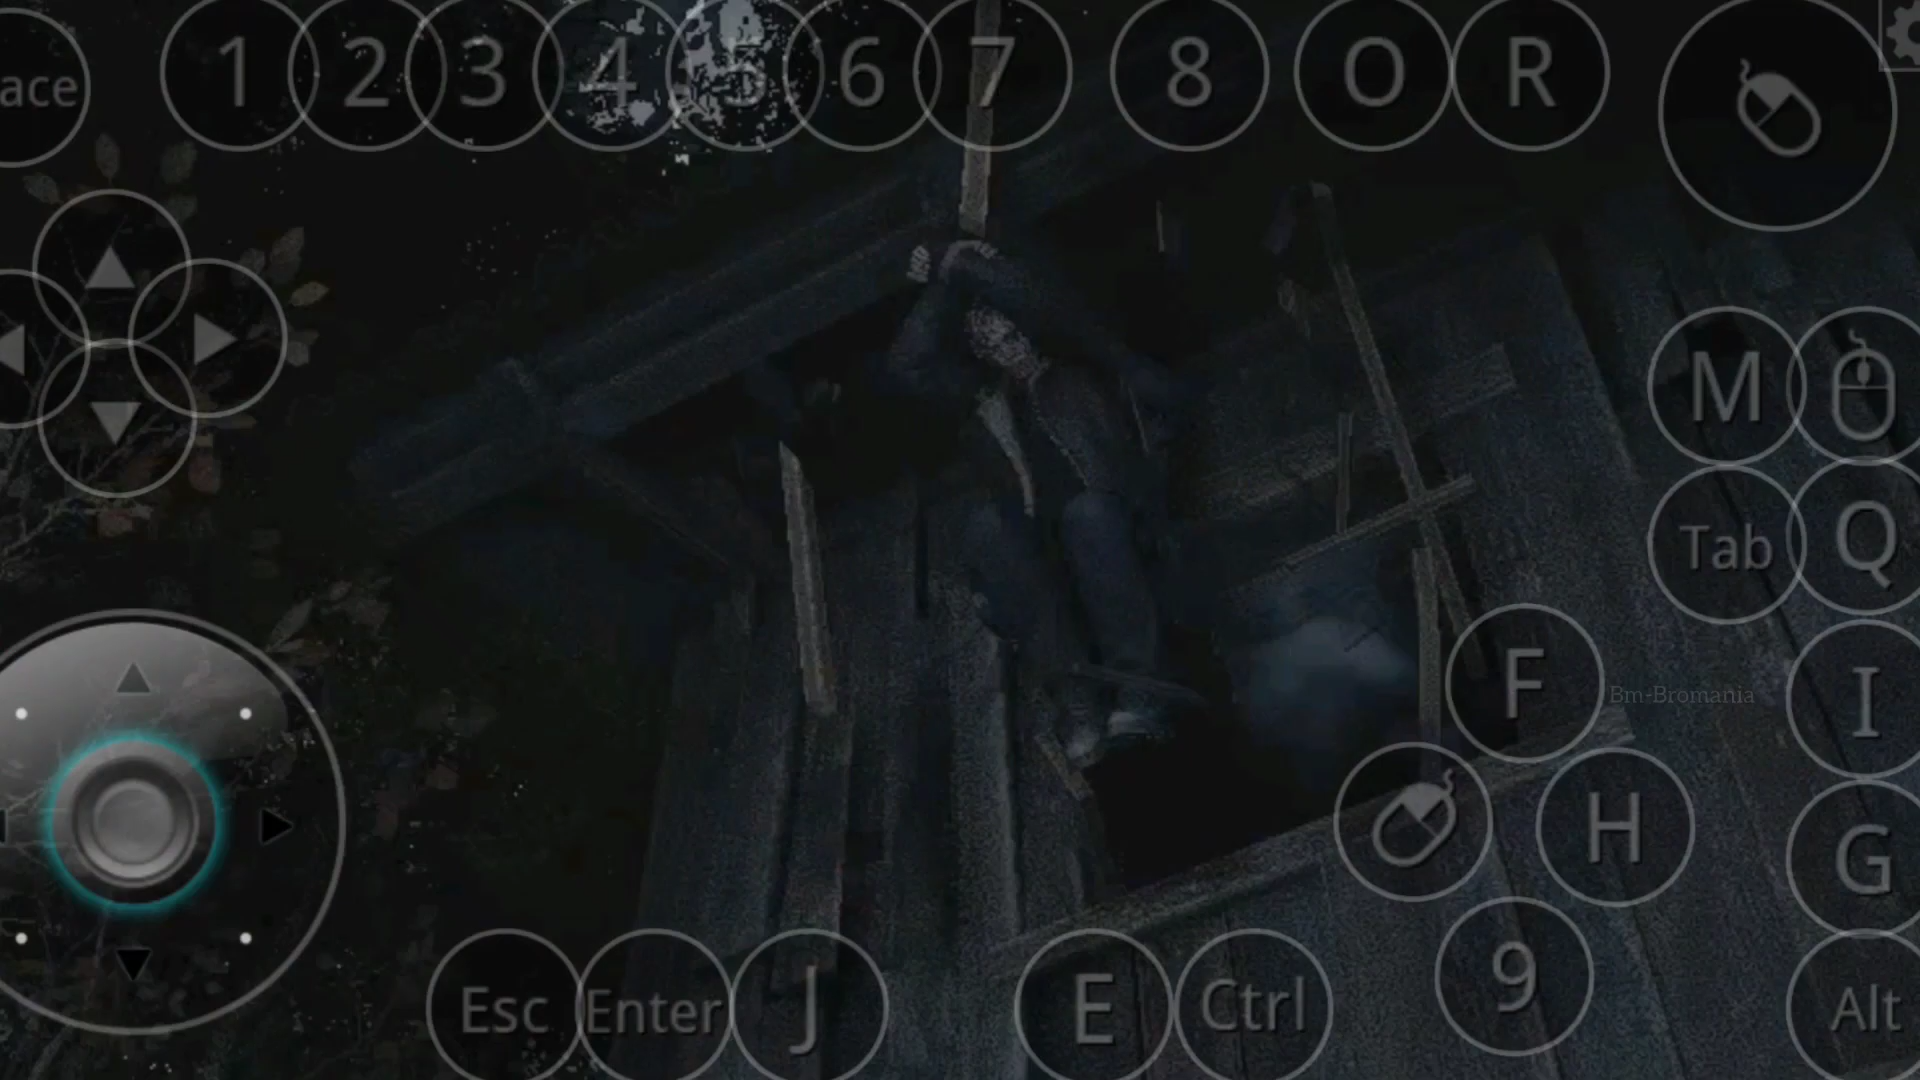 ace 1 2 3 4 5 6 7 8 O R
M
Tab Q
F Bm-Bromania I
H G
9
Esc Enter J E Ctrl Alt